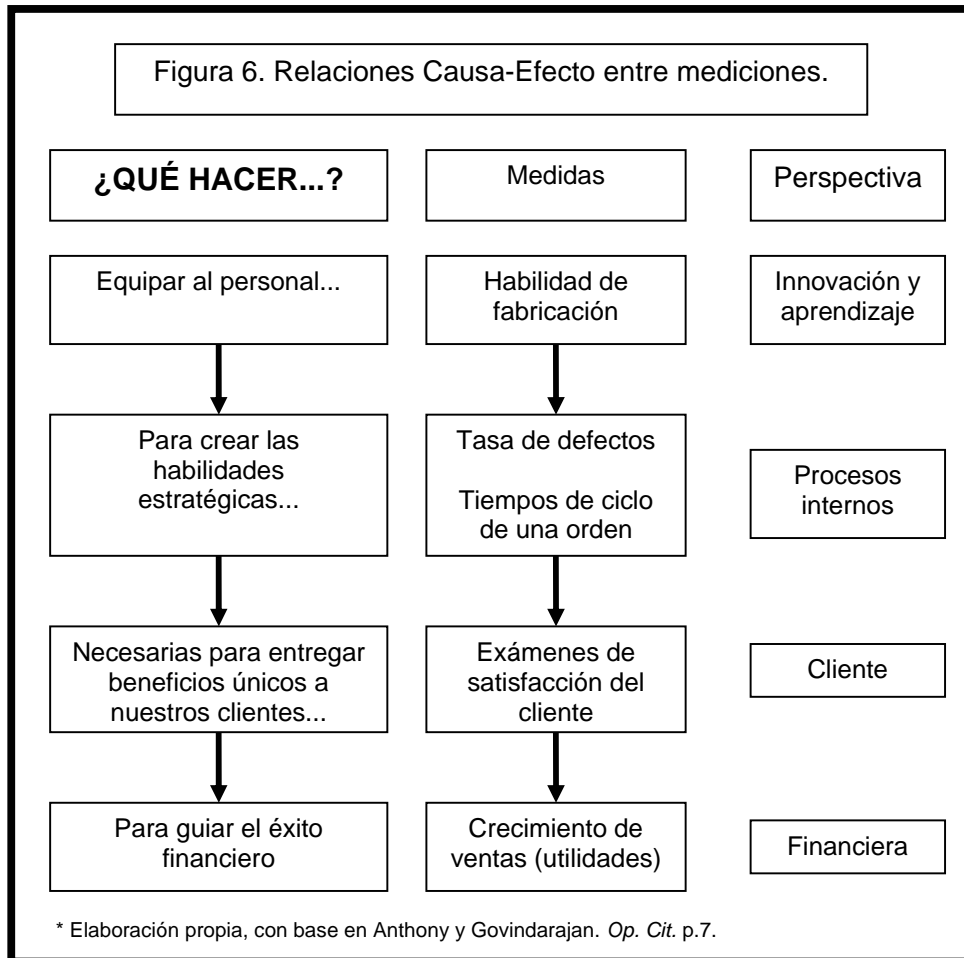 Figura 6. Relaciones Causa-Efecto entre mediciones.
¿QUÉ HACER...?
Medidas
Perspectiva
Equipar al personal...
Habilidad de
fabricación
Innovación y
aprendizaje
Para crear las
habilidades
estratégicas...
Tasa de defectos
Tiempos de ciclo
de una orden
Procesos
internos
Necesarias para entregar
beneficios únicos a
nuestros clientes...
Exámenes de
satisfacción del
cliente
Cliente
Para guiar el éxito
financiero
Crecimiento de
ventas (utilidades)
Financiera
* Elaboración propia, con base en Anthony y Govindarajan. Op. Cit. p.7.